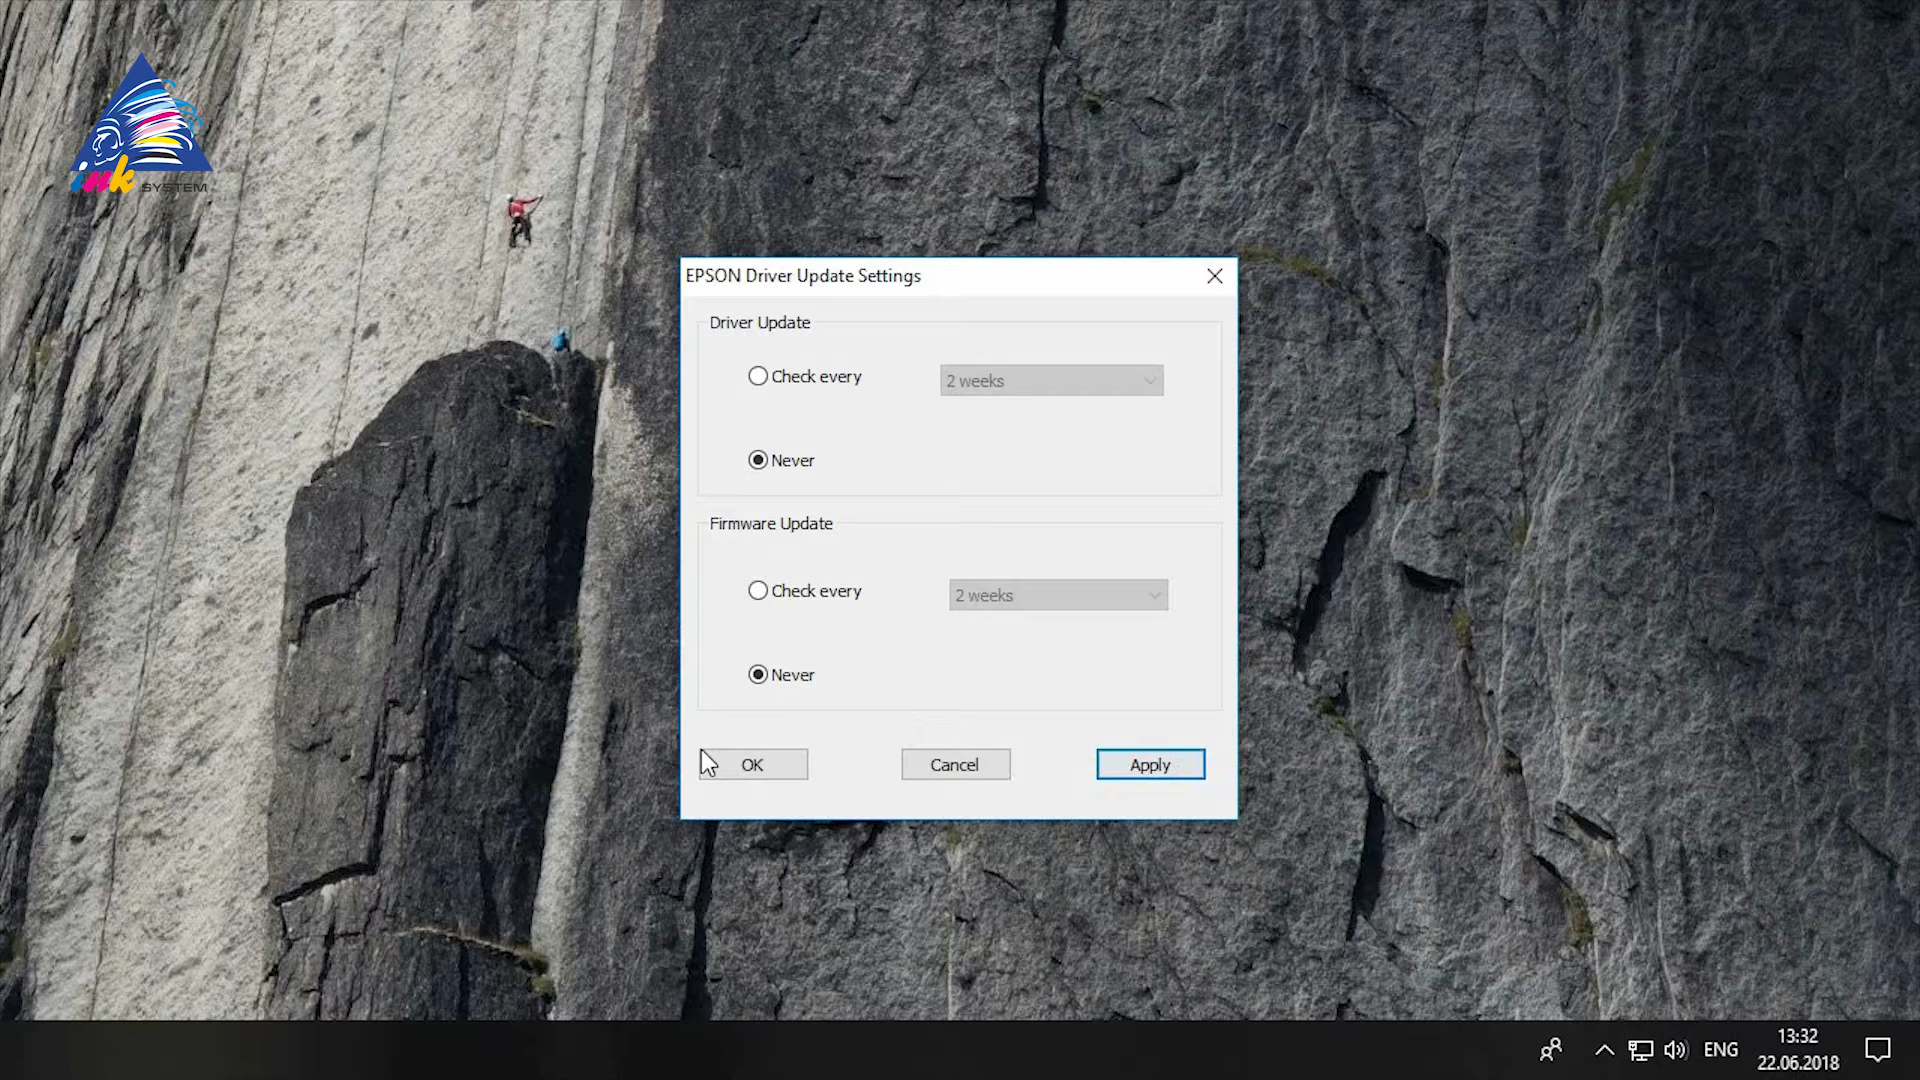 ink
SYSTEM
EPSON Driver Update Settings
Driver Update
Check every
2 weeks
Never
Firmware Update
Check every
2 weeks
Never
OK
Cancel
Apply
ENG
13:32
22.06.2018